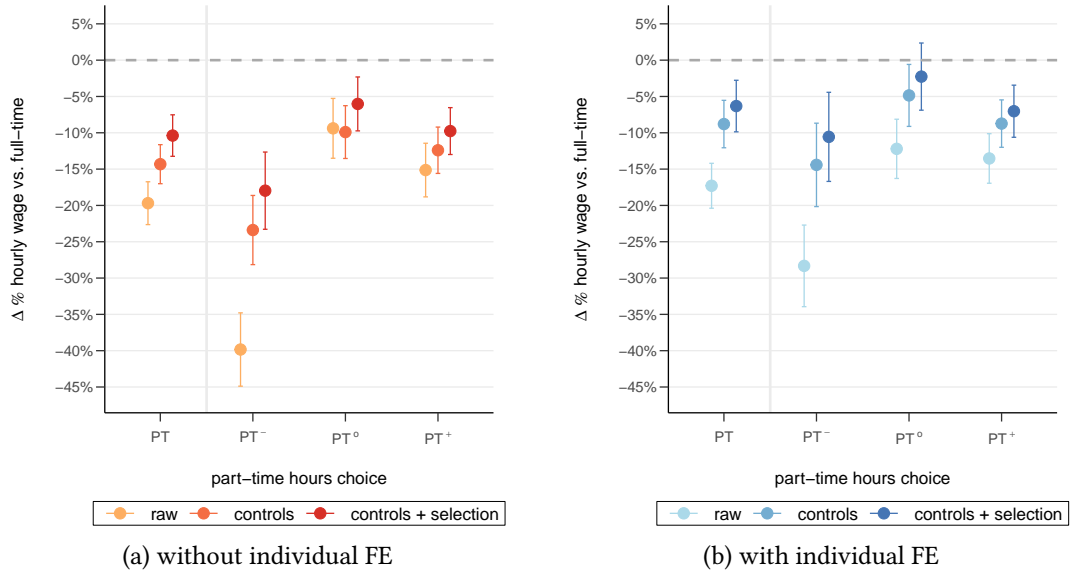 5%
0%
−5%
−10%
−15%
−20%
−25%
−30%
−35%
−40%
−45%
Δ % hourly wage vs. full−time
PT PT⁻ PT⁰ PT⁺
part−time hours choice
raw controls controls + selection
(a) without individual FE
5%
0%
−5%
−10%
−15%
−20%
−25%
−30%
−35%
−40%
−45%
Δ % hourly wage vs. full−time
PT PT⁻ PT⁰ PT⁺
part−time hours choice
raw controls controls + selection
(b) with individual FE